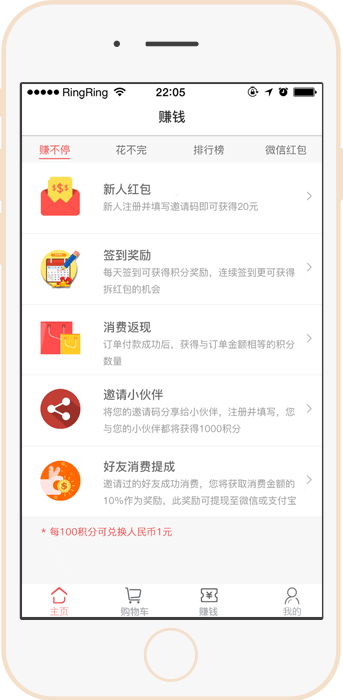 RingRing 22:05
赚钱
赚不停 花不完 排行榜 微信红包
新人红包
新人注册并填写邀请码即可获得20元
签到奖励
每天签到可获得积分奖励，连续签到更可获得
拆红包的机会
消费返现
订单付款成功后，获得与订单金额相等的积分
数量
邀请小伙伴
将您的邀请码分享给小伙伴，注册并填写，您
与您的小伙伴都将获得1000积分
好友消费提成
邀请过的好友成功消费，您将获取消费金额的
10%作为奖励，此奖励可提现至微信或支付宝
* 每100积分可兑换人民币1元
主页 购物车 赚钱 我的